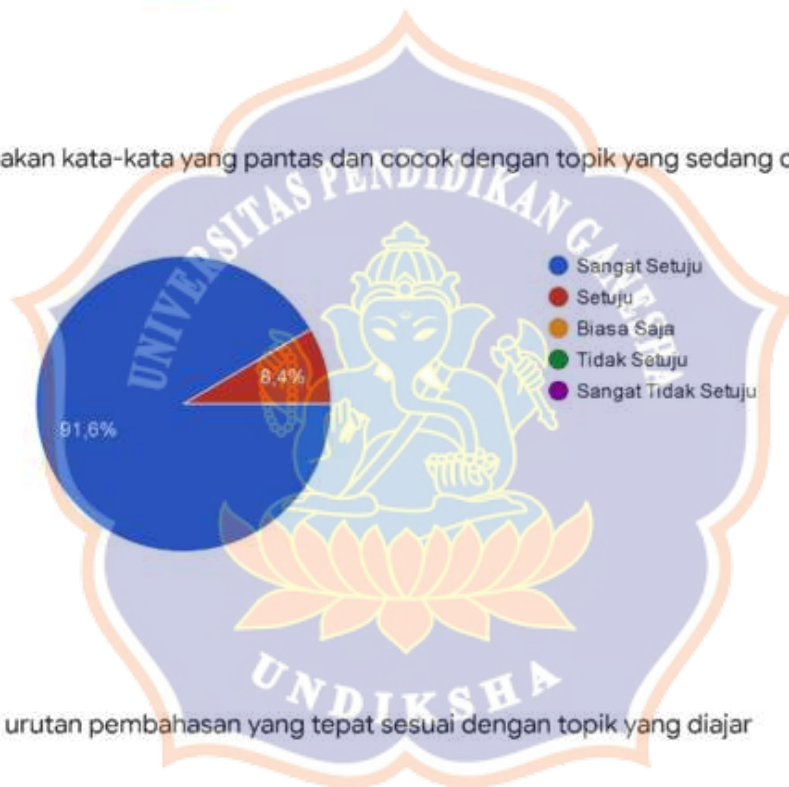 akan kata-kata yang pantas dan cocok dengan topik yang sedang
UNIVERSITAS PENDIDIKAN GANESHA
Sangat Setuju
Setuju
Biasa Saja
Tidak Setuju
Sangat Tidak Setuju
8,4%
91,6%
UNDIKSHA
urutan pembahasan yang tepat sesuai dengan topik yang diajar